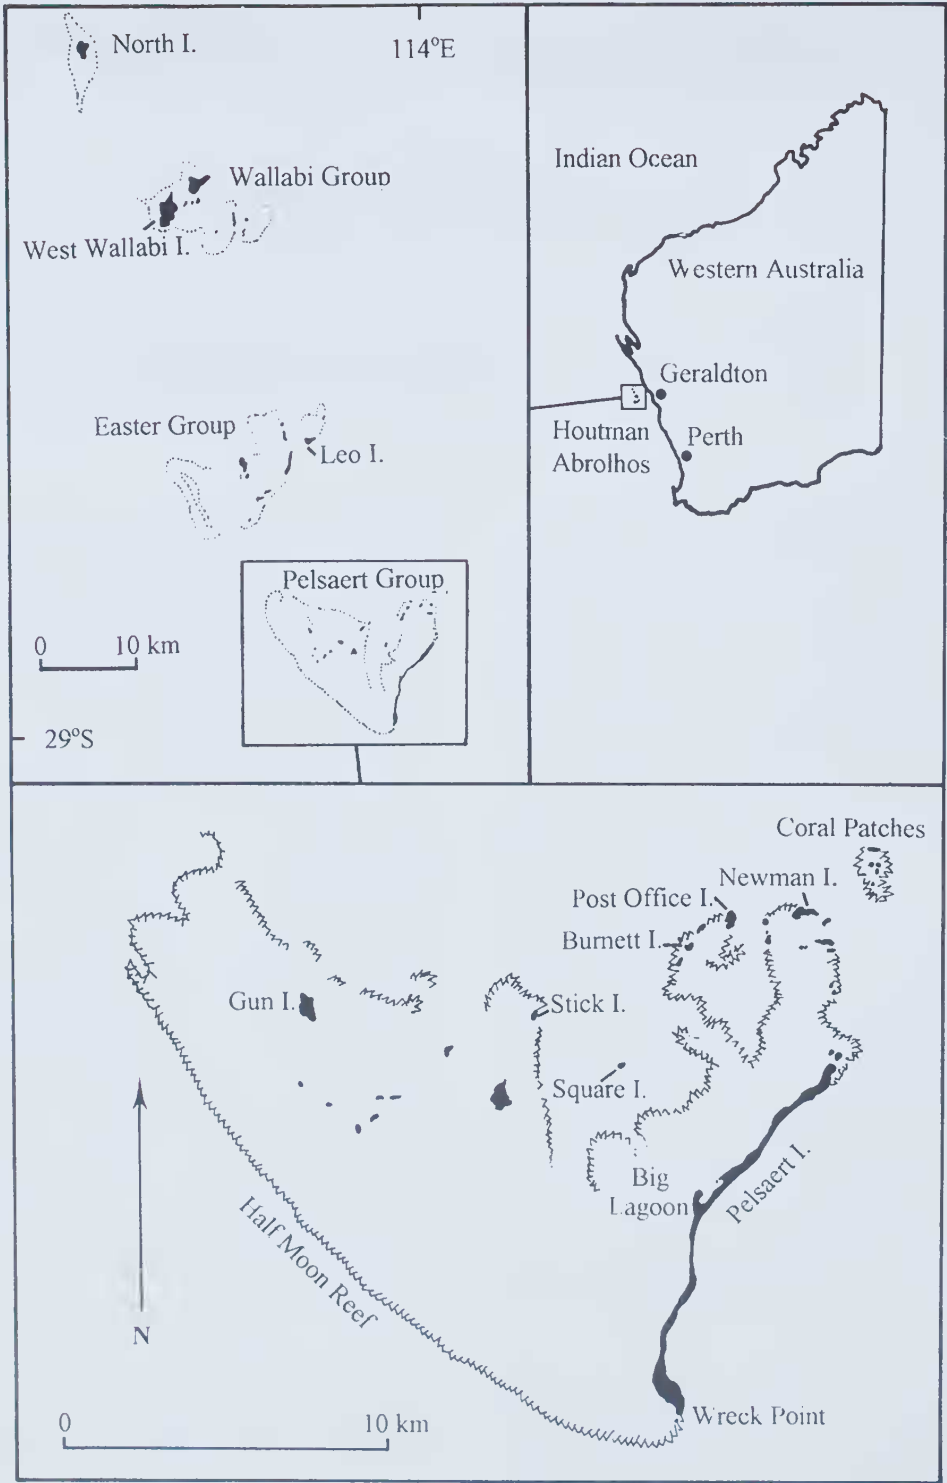 North I.
114°E
Wallabi Group
West Wallabi I.
Easter Group
Leo I.
Pelsaert Group
0 10 km
29°S
Indian Ocean
Western Australia
Geraldton
Houtman
Abrolhos
Perth
Coral Patches
Newman I.
Post Office I.
Burnett I.
Gun I.
Stick I.
Square I.
Big
Lagoon
Pelsaert I.
Half Moon Reef
N
0 10 km
Wreck Point